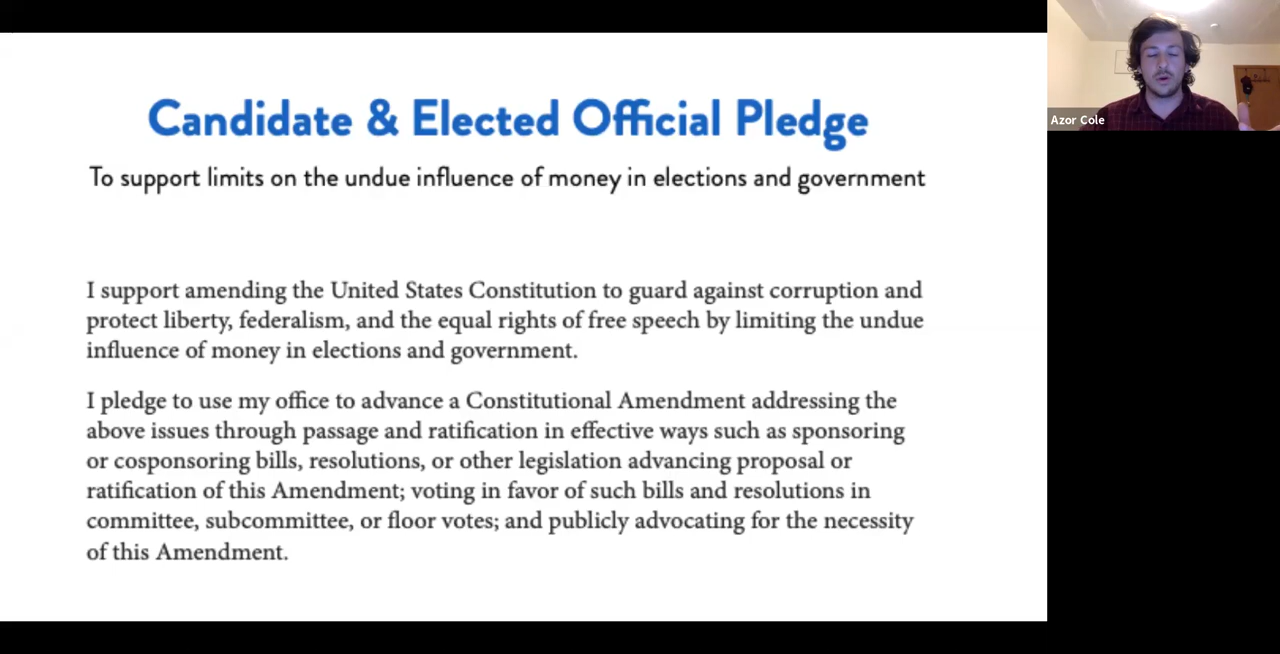 Candidate & Elected Official Pledge
To support limits on the undue influence of money in elections and government
I support amending the United States Constitution to guard against corruption and
protect liberty, federalism, and the equal rights of free speech by limiting the undue
influence of money in elections and government.
I pledge to use my office to advance a Constitutional Amendment addressing the
above issues through passage and ratification in effective ways such as sponsoring
or cosponsoring bills, resolutions, or other legislation advancing proposal or
ratification of this Amendment; voting in favor of such bills and resolutions in
committee, subcommittee, or floor votes; and publicly advocating for the necessity
of this Amendment.
Azor Cole